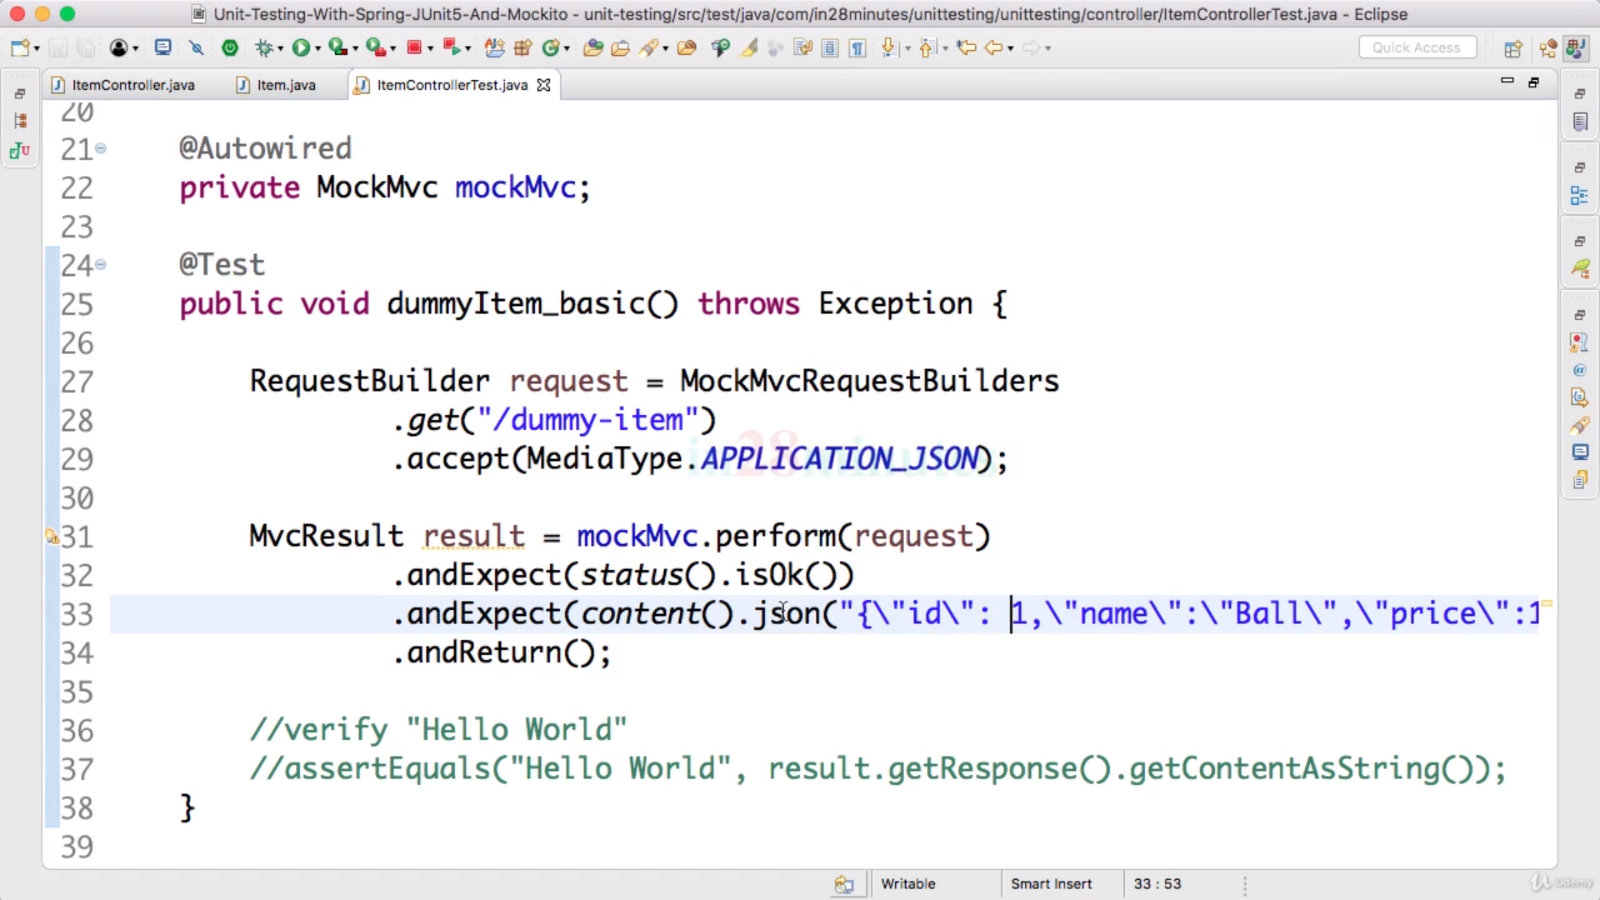 Unit-Testing-With-Spring-JUnit5-And-Mockito - unit-testing/src/test/java/com/in28minutes/unittesting/unittesting/controller/ItemControllerTest.java - Eclipse
Quick Access
ItemController.java
Item.java
ItemControllerTest.java
20
21 @Autowired
22 private MockMvc mockMvc;
23
24 @Test
25 public void dummyItem_basic() throws Exception {
26
27 RequestBuilder request = MockMvcRequestBuilders
28 .get("/dummy-item")
29 .accept(MediaType.APPLICATION_JSON);
in28minutes
30
31 MvcResult result = mockMvc.perform(request)
32 .andExpect(status().isOk())
33 .andExpect(content().json("{\"id\": 1,\"name\":\"Ball\",\"price\":1
34 .andReturn();
35
36 //verify "Hello World"
37 //assertEquals("Hello World", result.getResponse().getContentAsString());
38 }
39
Writable
Smart Insert
33 : 53
Udemy